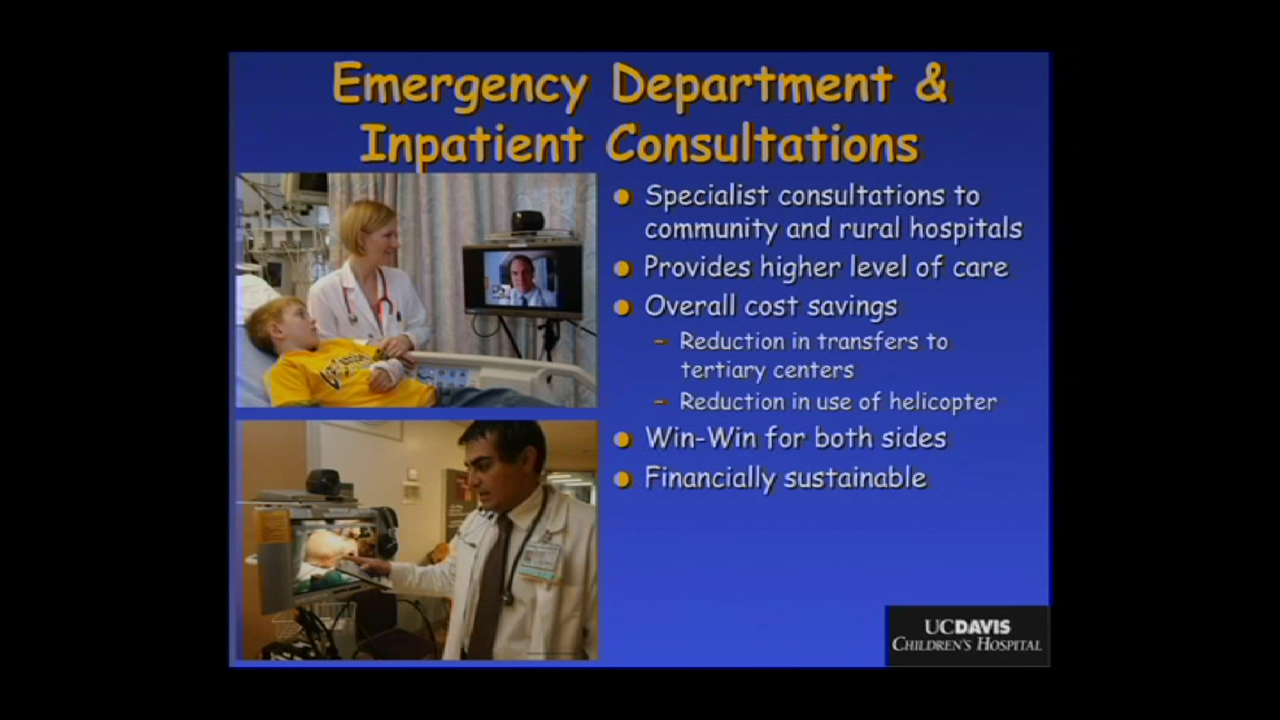 Emergency Department &
Inpatient Consultations
Specialist consultations to
community and rural hospitals
Provides higher level of care
Overall cost savings
– Reduction in transfers to
tertiary centers
– Reduction in use of helicopter
Win-Win for both sides
Financially sustainable
UCDAVIS
CHILDREN'S HOSPITAL